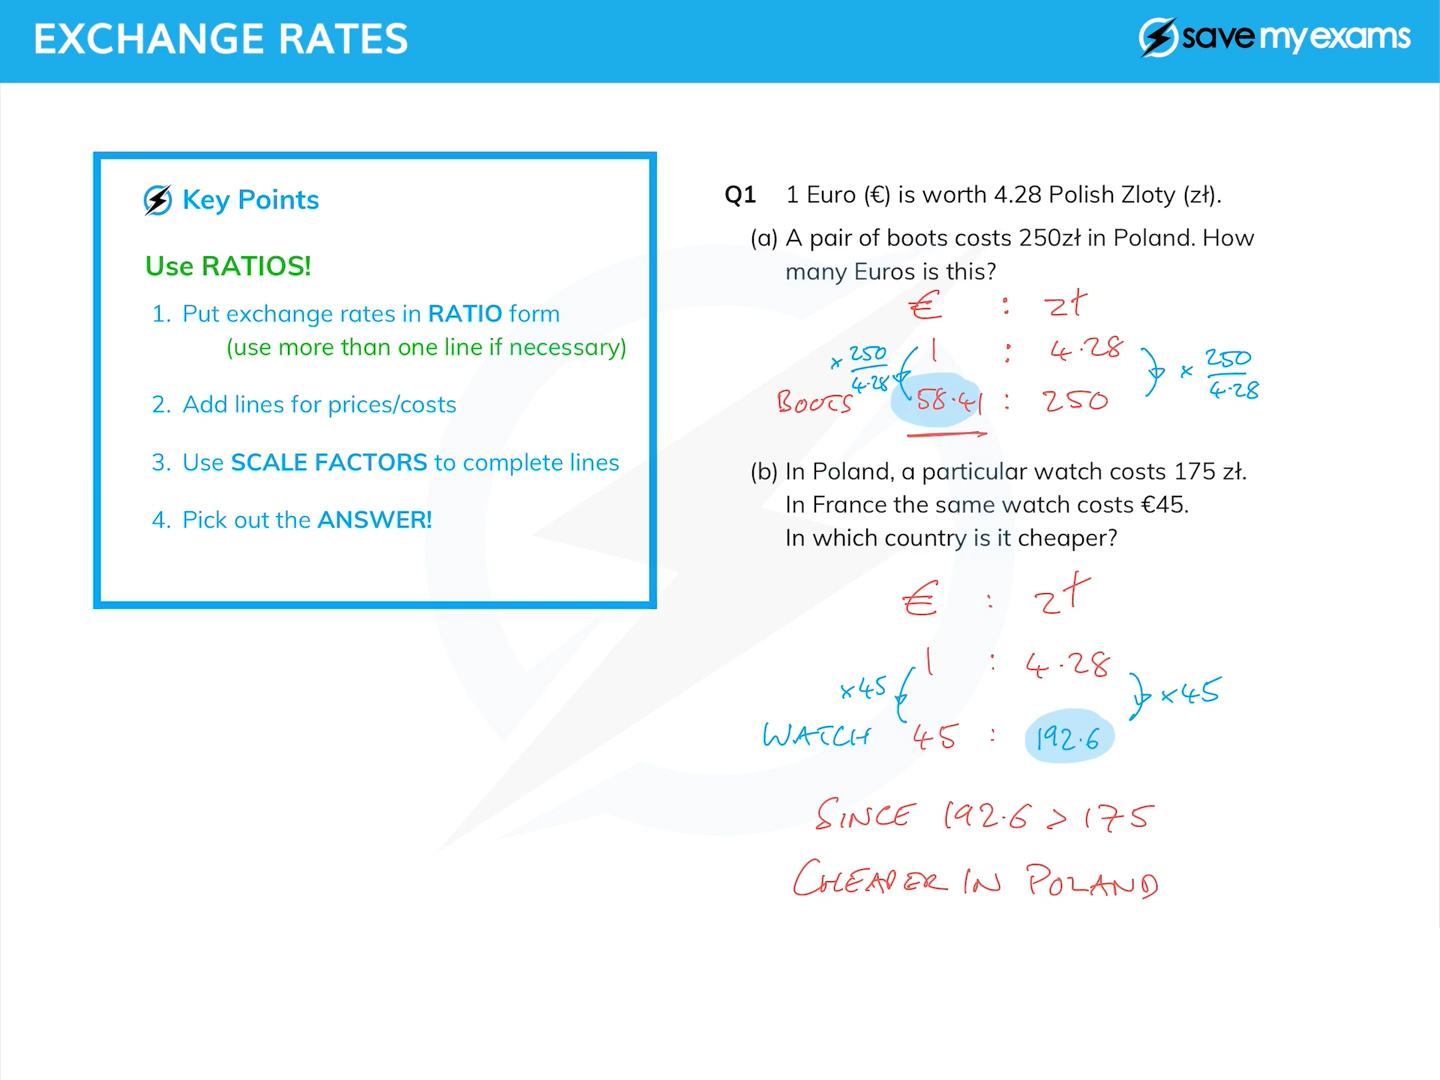 EXCHANGE RATES
save my exams
Key Points
Use RATIOS!
1. Put exchange rates in RATIO form
(use more than one line if necessary)
2. Add lines for prices/costs
3. Use SCALE FACTORS to complete lines
4. Pick out the ANSWER!
Q1 1 Euro (€) is worth 4.28 Polish Zloty (zł).
(a) A pair of boots costs 250zł in Poland. How
many Euros is this?
€ : zł
× 250/4.28 1 : 4.28 × 250/4.28
BOOTS 58.41 : 250
(b) In Poland, a particular watch costs 175 zł.
In France the same watch costs €45.
In which country is it cheaper?
€ : zł
1 : 4.28
×45 ×45
WATCH 45 : 192.6
SINCE 192.6 > 175
CHEAPER IN POLAND